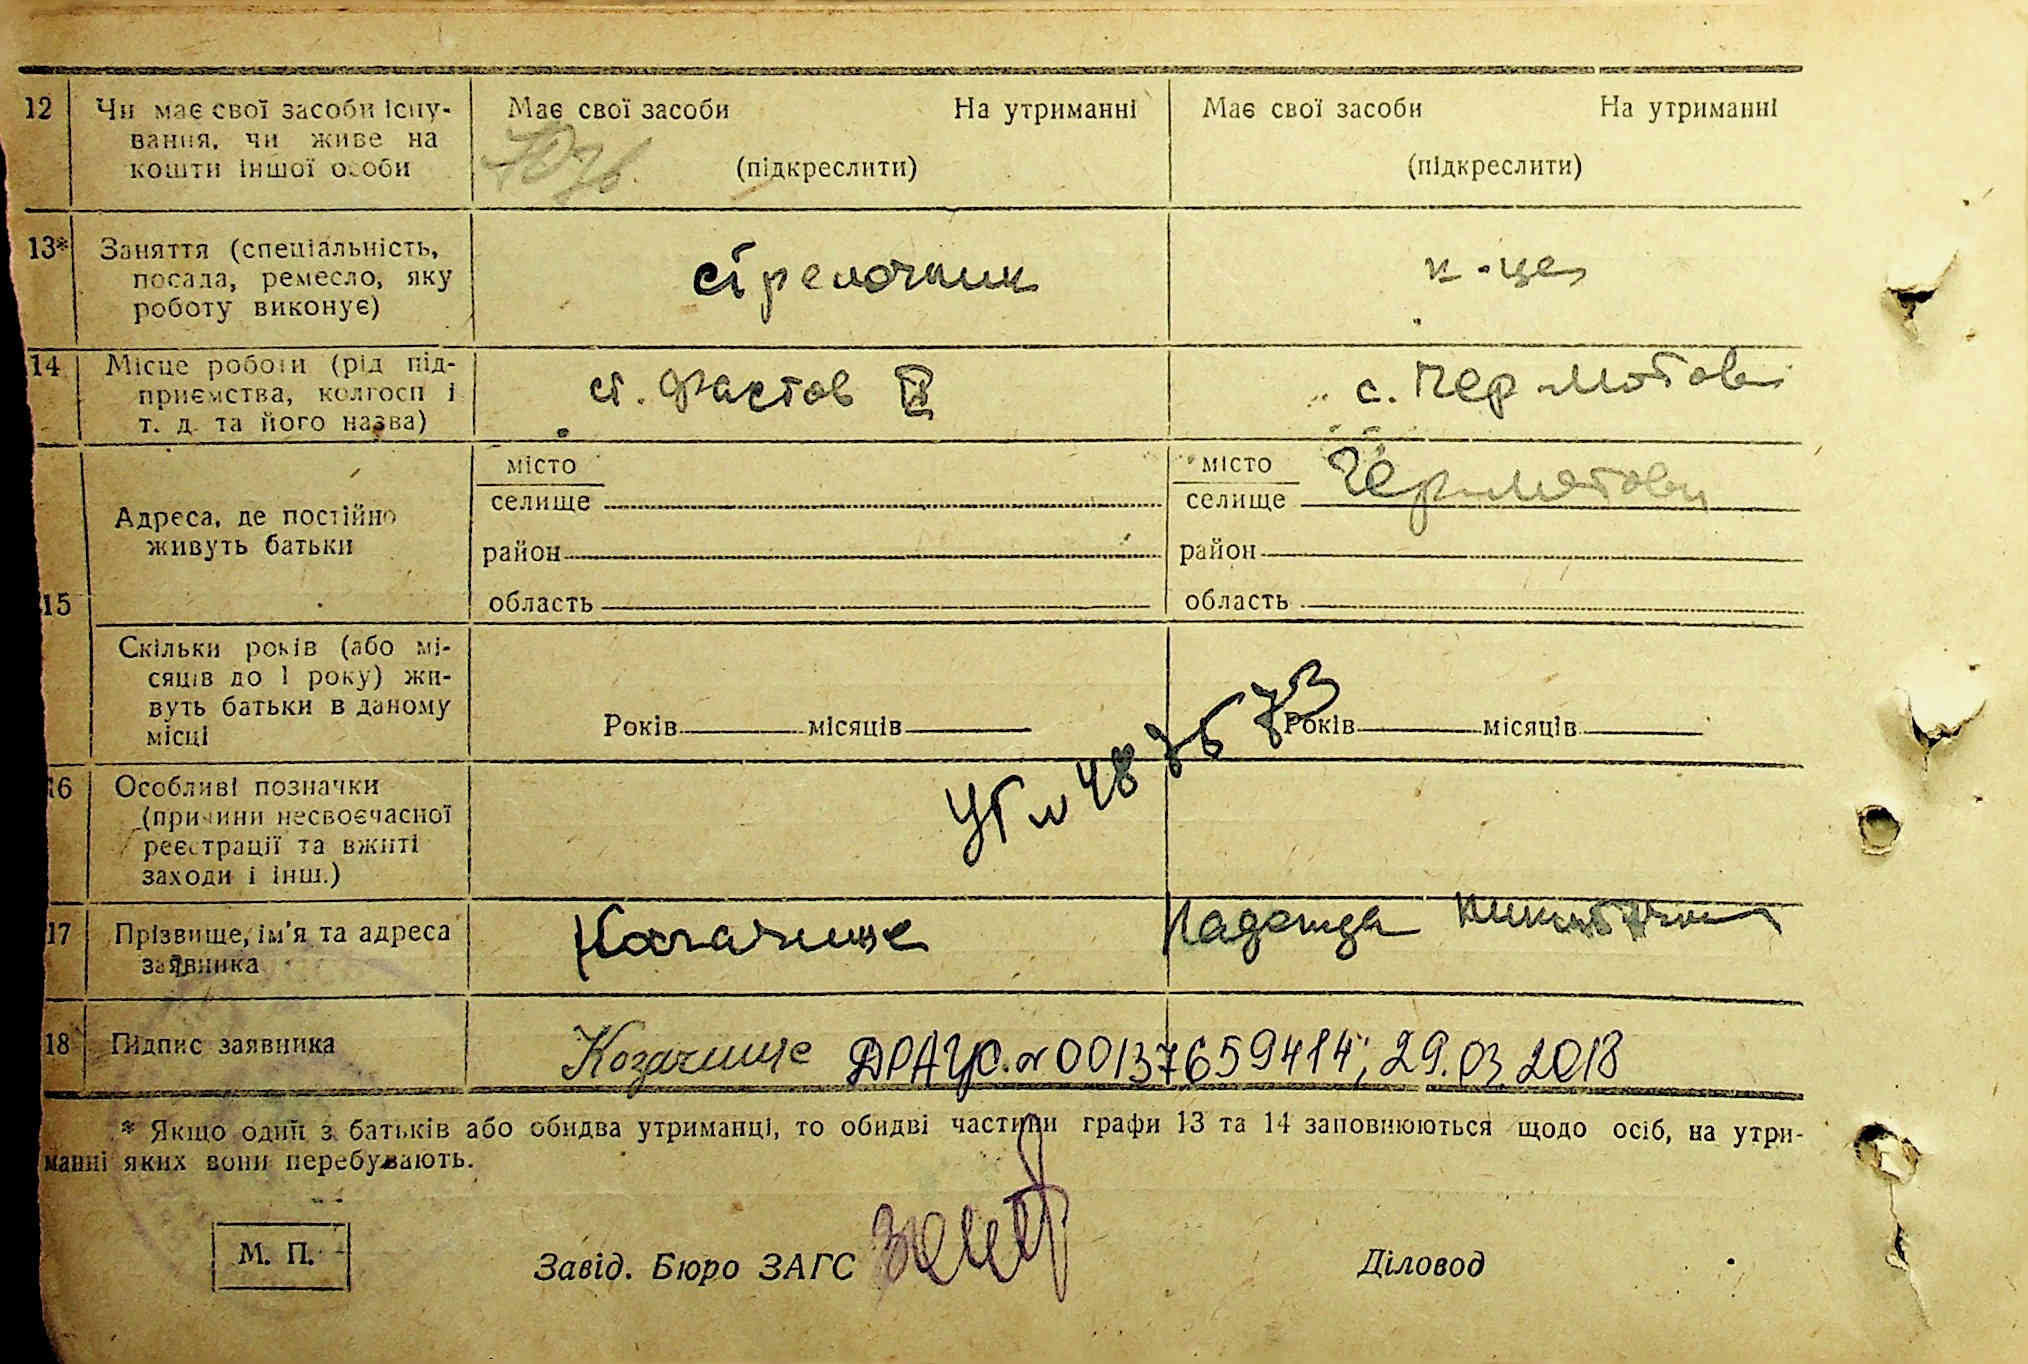 12 Чи має свої засоби існу- Має свої засоби На утриманні Має свої засоби На утриманні
вання, чи живе на
кошти іншої особи (підкреслити) (підкреслити)
13* Заняття (спеціальність,
посада, ремесло, яку стрелочник к-ца
роботу виконує)
14 Місце роботи (рід під-
приємства, колгосп і ст. Фастов II с.
т. д. та його назва)
15 Адреса, де постійно
живуть батьки
місто місто
селище селище
район район
область область
Скільки років (або мі-
сяців до 1 року) жи-
вуть батьки в даному
місці
Років місяців Років місяців
16 Особливі позначки
(причини несвоєчасної
реєстрації та вжиті
заходи і інш.)
17 Прізвище, ім'я та адреса Козачище Надежда
заявника
18 Підпис заявника Козачище ДРАЦС. № 00137659414; 29.03.2018
* Якщо один з батьків або обидва утриманці, то обидві частини графи 13 та 14 заповнюються щодо осіб, на утри-
манні яких вони перебувають.
М. П. Завід. Бюро ЗАГС Діловод